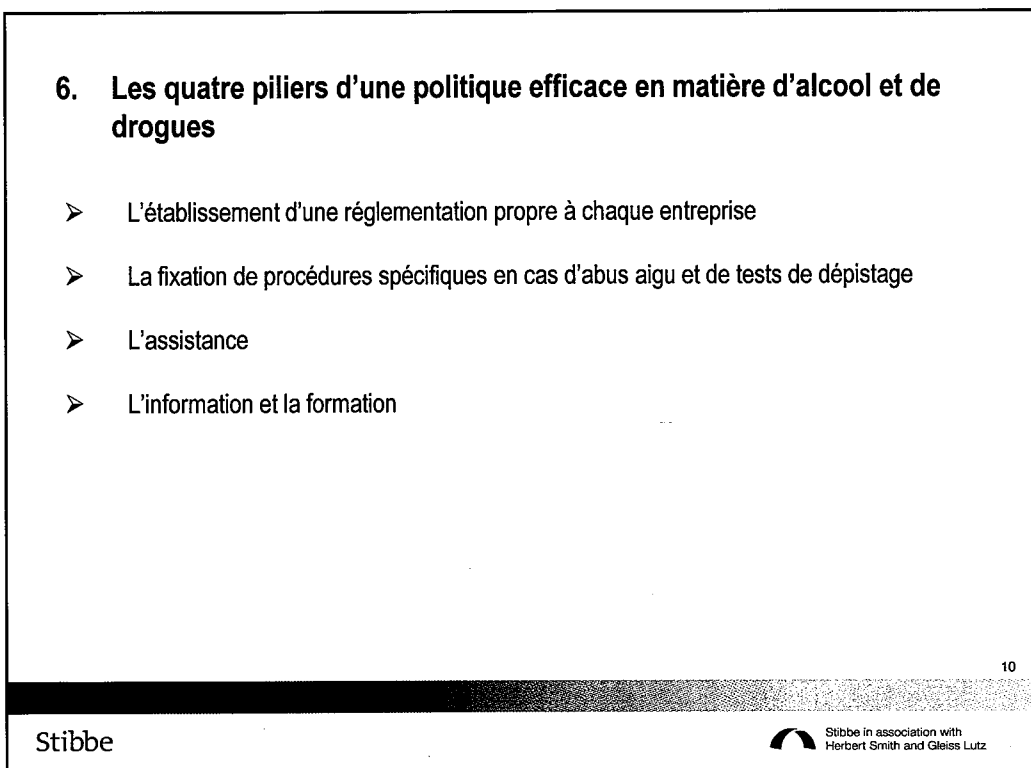 6. Les quatre piliers d'une politique efficace en matière d'alcool et de
drogues
➢ L'établissement d'une réglementation propre à chaque entreprise
➢ La fixation de procédures spécifiques en cas d'abus aigu et de tests de dépistage
➢ L'assistance
➢ L'information et la formation
10
Stibbe
Stibbe in association with
Herbert Smith and Gleiss Lutz